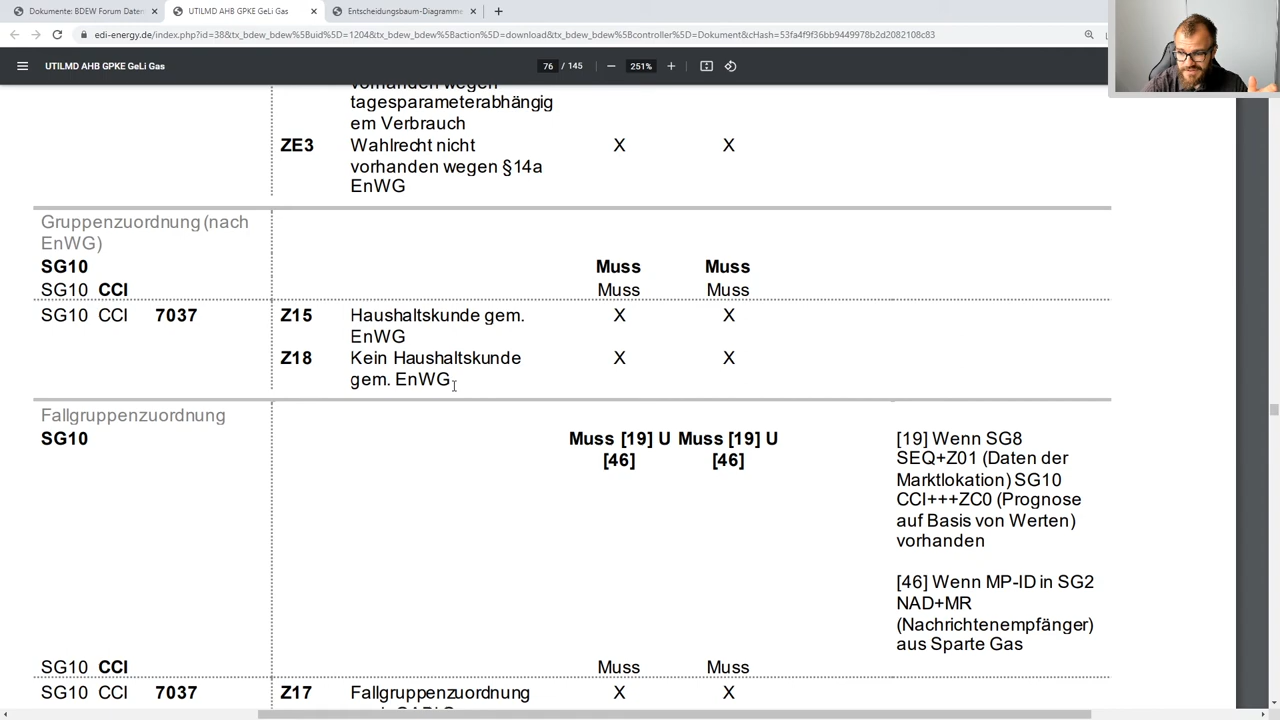 Dokumente: BDEW Forum Daten
UTILMD AHB GPKE GeLi Gas
Entscheidungsbaum-Diagramme
edi-energy.de/index.php?id=38&tx_bdew_bdew%5Buid%5D=1204&tx_bdew_bdew%5Baction%5D=download&tx_bdew_bdew%5Bcontroller%5D=Dokument&cHash=53fa4f9f36bb9449978b2d2082108c83
UTILMD AHB GPKE GeLi Gas
76 / 145
251%
vorhanden wegen
tagesparameterabhängig
em Verbrauch
ZE3 Wahlrecht nicht X X
vorhanden wegen §14a
EnWG
Gruppenzuordnung (nach
EnWG)
SG10 Muss Muss
SG10 CCI Muss Muss
SG10 CCI 7037 Z15 Haushaltskunde gem. X X
EnWG
Z18 Kein Haushaltskunde X X
gem. EnWG
Fallgruppenzuordnung
SG10 Muss [19] U Muss [19] U [19] Wenn SG8
[46] [46] SEQ+Z01 (Daten der
Marktlokation) SG10
CCI+++ZC0 (Prognose
auf Basis von Werten)
vorhanden
[46] Wenn MP-ID in SG2
NAD+MR
(Nachrichtenempfänger)
aus Sparte Gas
SG10 CCI Muss Muss
SG10 CCI 7037 Z17 Fallgruppenzuordnung X X